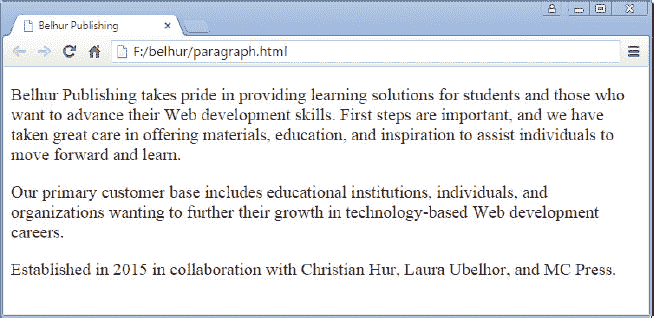 Belhur Publishing
F:/belhur/paragraph.html
Belhur Publishing takes pride in providing learning solutions for students and those who
want to advance their Web development skills. First steps are important, and we have
taken great care in offering materials, education, and inspiration to assist individuals to
move forward and learn.
Our primary customer base includes educational institutions, individuals, and
organizations wanting to further their growth in technology-based Web development
careers.
Established in 2015 in collaboration with Christian Hur, Laura Ubelhor, and MC Press.